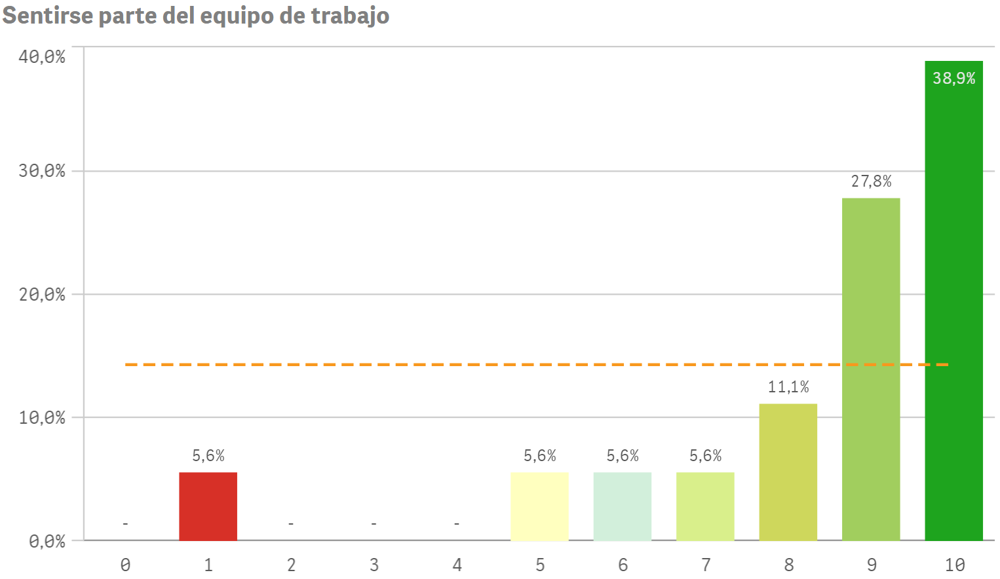 Sentirse parte del equipo de trabajo
40,0%
38,9%
30,0%
27,8%
20,0%
11,1%
10,0%
5,6% 5,6% 5,6% 5,6%
- - - -
0,0%
0 1 2 3 4 5 6 7 8 9 10